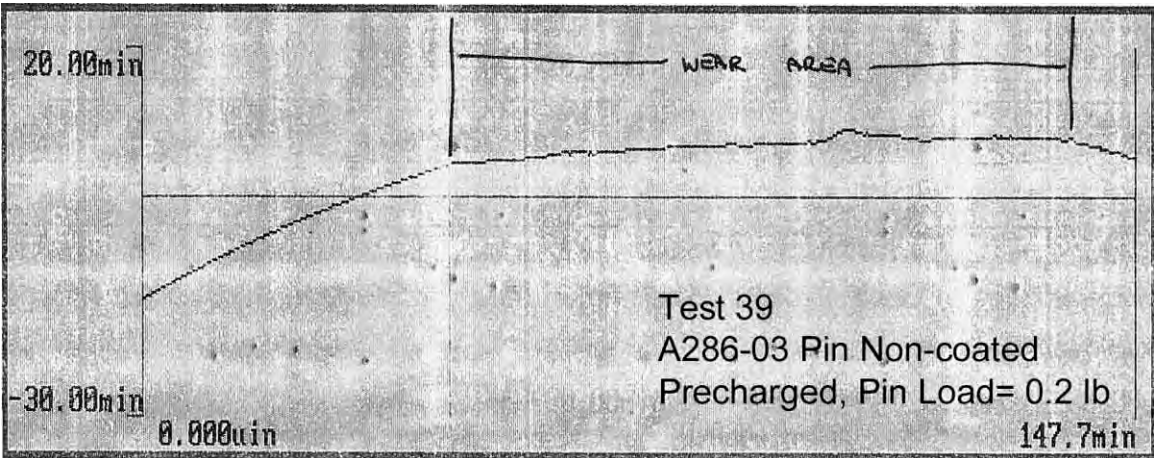 20.00min
WEAR AREA
Test 39
A286-03 Pin Non-coated
Precharged, Pin Load= 0.2 lb
-30.00min
0.000uin
147.7min